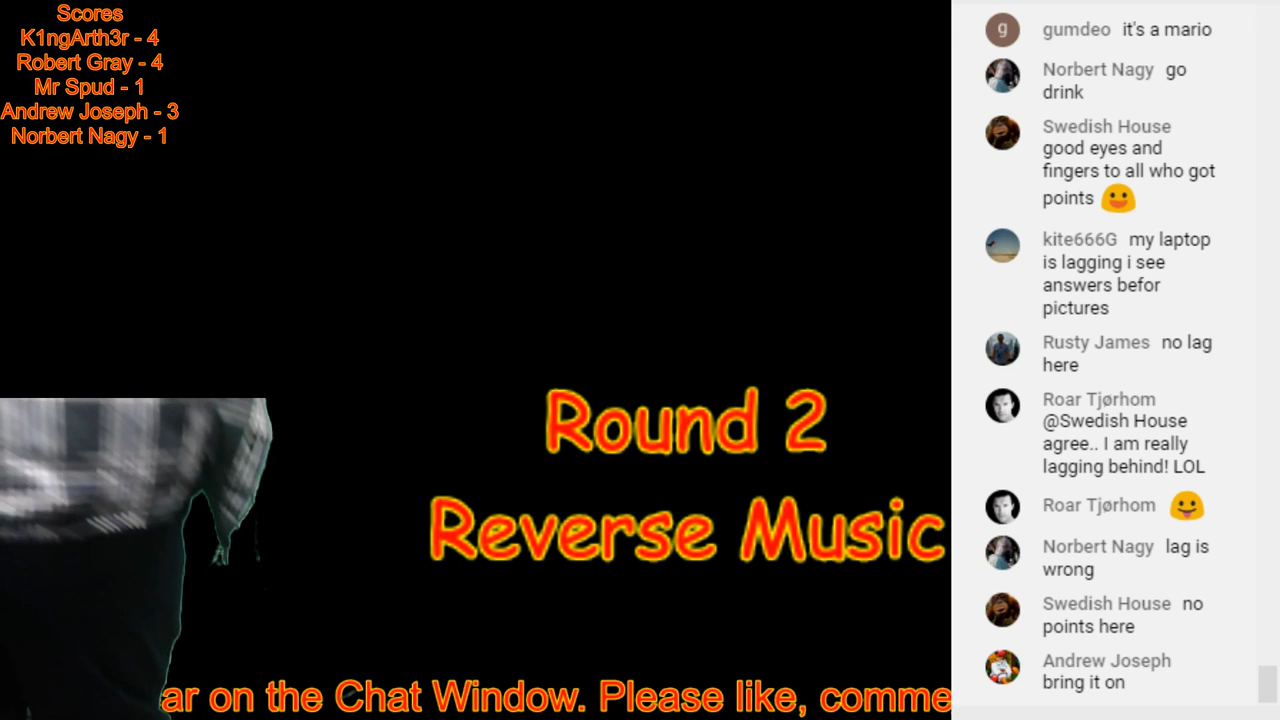 Scores
K1ngArth3r - 4
Robert Gray - 4
Mr Spud - 1
Andrew Joseph - 3
Norbert Nagy - 1
Round 2
Reverse Music
ar on the Chat Window. Please like, comme
g
gumdeo it's a mario
Norbert Nagy go
drink
Swedish House
good eyes and
fingers to all who got
points
kite666G my laptop
is lagging i see
answers befor
pictures
Rusty James no lag
here
Roar Tjørhom
@Swedish House
agree.. I am really
lagging behind! LOL
Roar Tjørhom
Norbert Nagy lag is
wrong
Swedish House no
points here
Andrew Joseph
bring it on